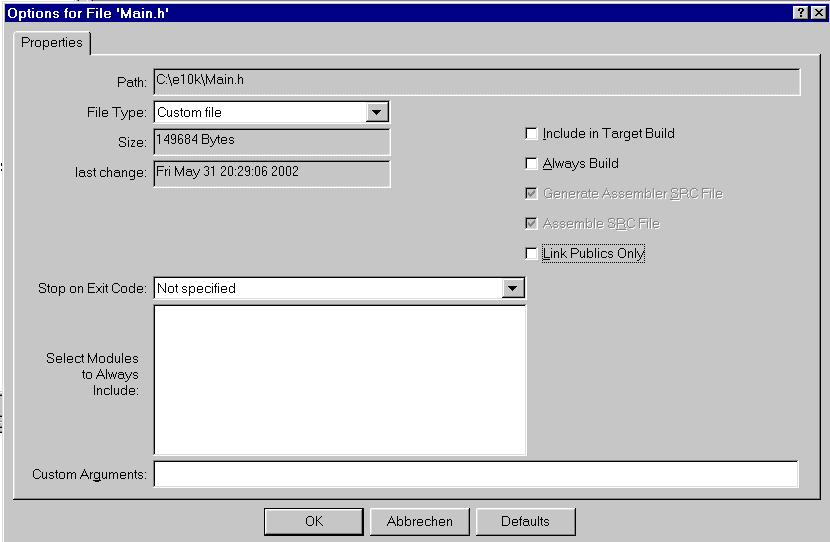 Options for File 'Main.h'
Properties
Path: C:\e10k\Main.h
File Type: Custom file
Size: 149684 Bytes
last change: Fri May 31 20:29:06 2002
Include in Target Build
Always Build
Generate Assembler SRC File
Assemble SRC File
Link Publics Only
Stop on Exit Code: Not specified
Select Modules
to Always
Include:
Custom Arguments:
OK Abbrechen Defaults